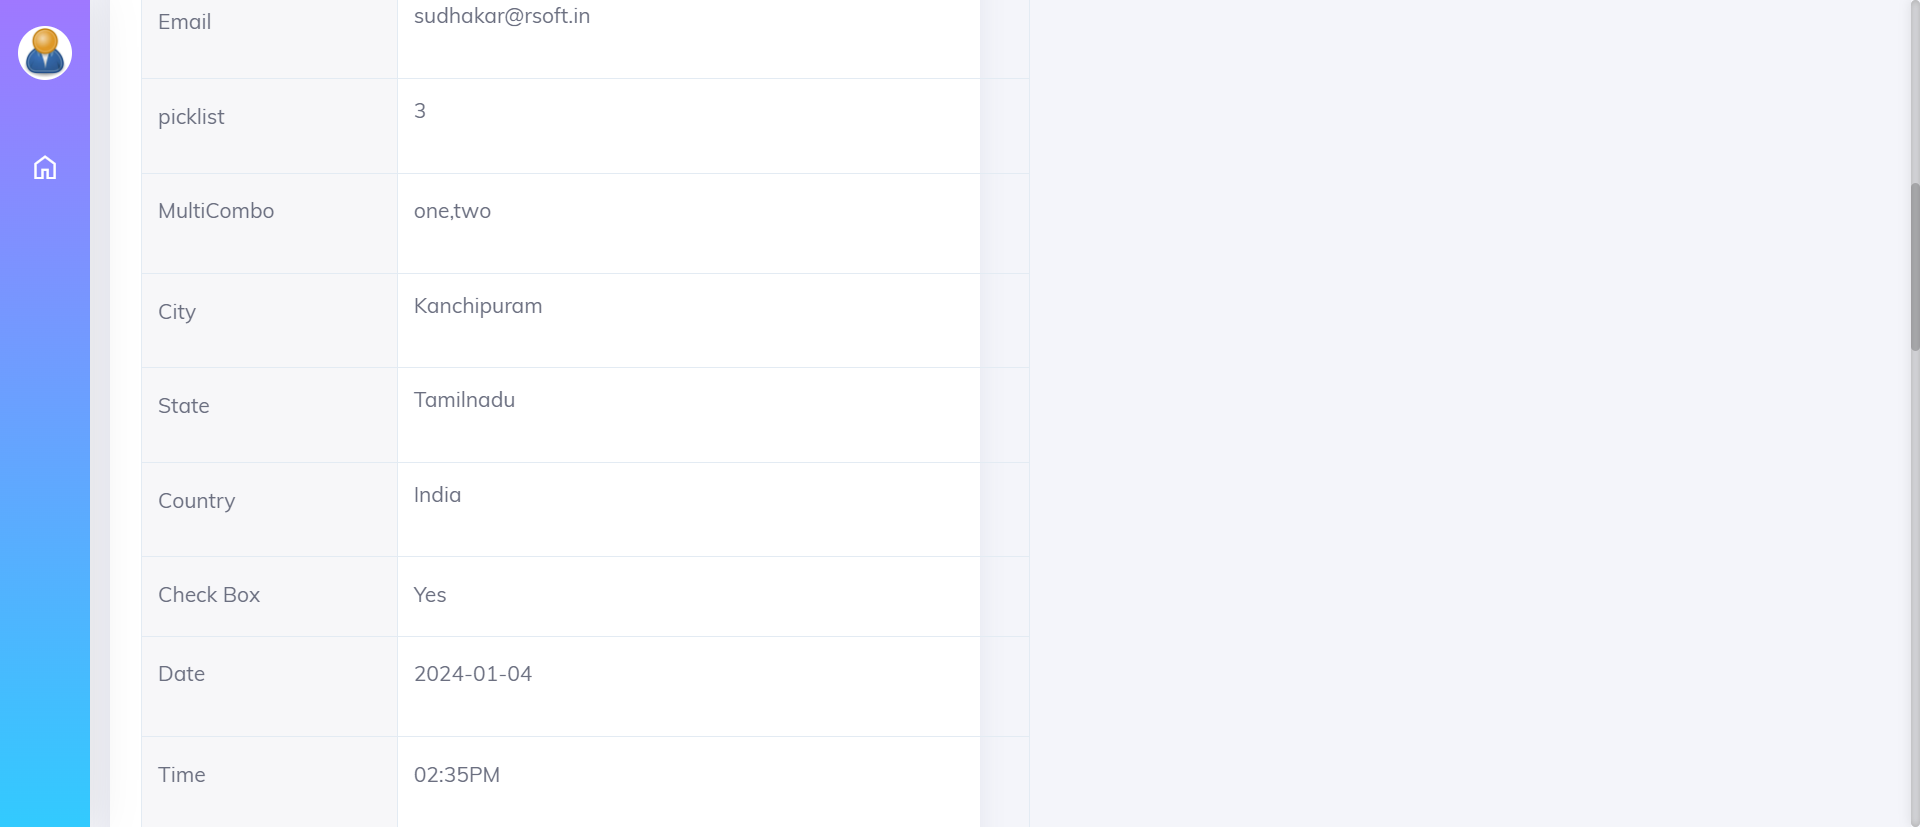 Email sudhakar@rsoft.in
picklist 3
MultiCombo one,two
City Kanchipuram
State Tamilnadu
Country India
Check Box Yes
Date 2024-01-04
Time 02:35PM